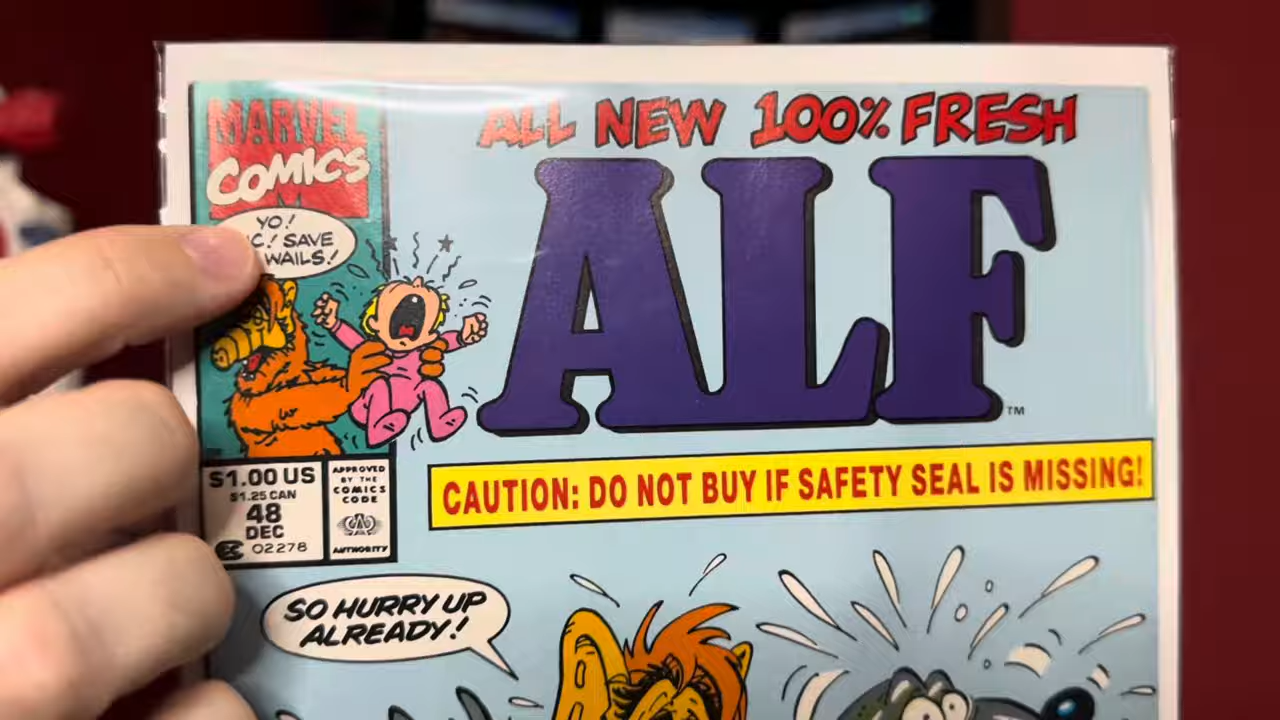 ALL NEW 100% FRESH
MARVEL
COMICS
ALF
TM
YO!
SAVE
WAILS!
$1.00 US
$1.25 CAN
48
DEC
02278
APPROVED
BY THE
COMICS
CODE
AUTHORITY
CAUTION: DO NOT BUY IF SAFETY SEAL IS MISSING!
SO HURRY UP
ALREADY!